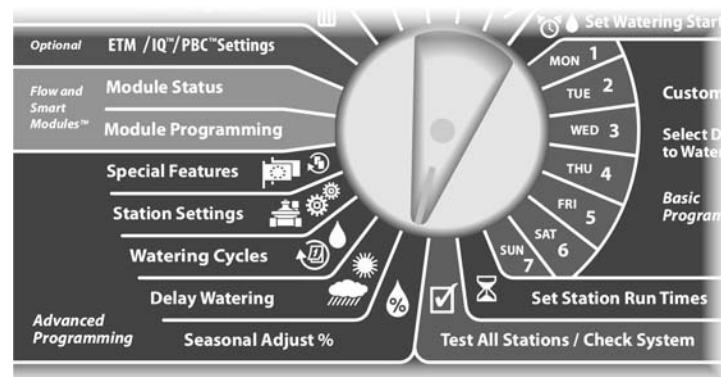 Optional
ETM /IQ™/PBC™Settings
Flow and
Smart
Modules™
Module Status
Module Programming
Special Features
Station Settings
Watering Cycles
Delay Watering
Seasonal Adjust %
Advanced
Programming
%
Set Watering Star
MON 1
TUE 2
WED 3
THU 4
FRI 5
SAT 6
SUN 7
Custom
Select D
to Water
Basic
Program
Set Station Run Times
Test All Stations / Check System